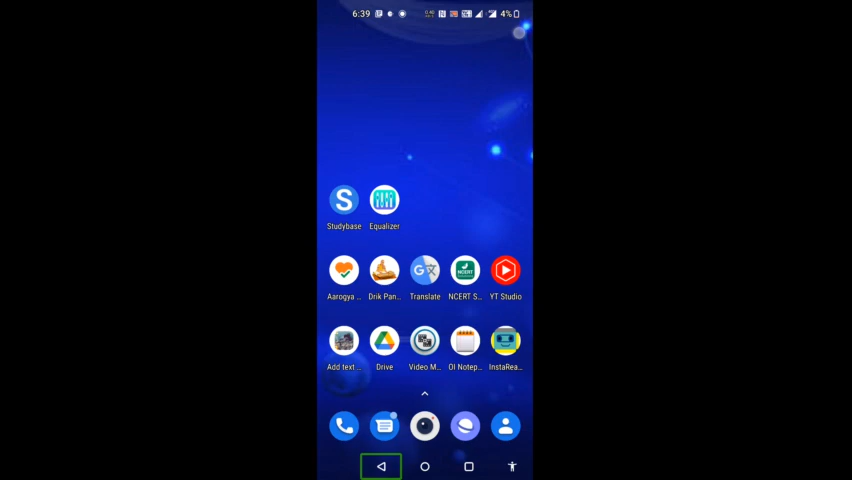 6:39 4%
S
Studybase Equalizer
NCERT
Aarogya ... Drik Pan... Translate NCERT S... YT Studio
Add text... Drive Video M... OI Notep... InstaRea...